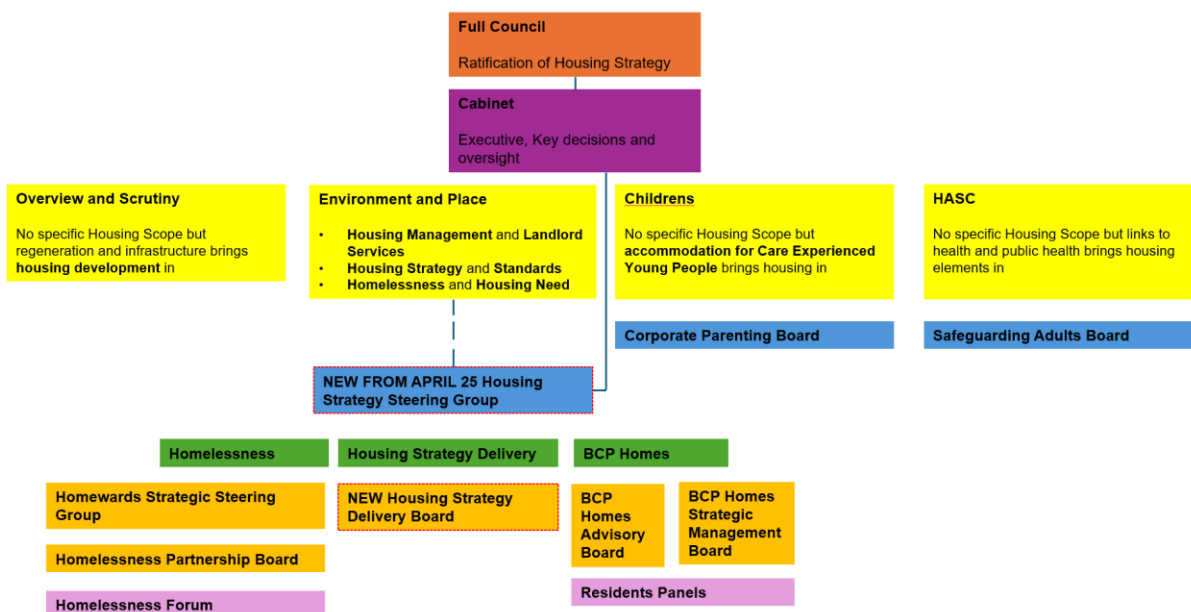 Full Council
Ratification of Housing Strategy
Cabinet
Executive, Key decisions and
oversight
Overview and Scrutiny
No specific Housing Scope but
regeneration and infrastructure brings
housing development in
Environment and Place
• Housing Management and Landlord
Services
• Housing Strategy and Standards
• Homelessness and Housing Need
Childrens
No specific Housing Scope but
accommodation for Care Experienced
Young People brings housing in
HASC
No specific Housing Scope but links to
health and public health brings housing
elements in
Corporate Parenting Board
Safeguarding Adults Board
NEW FROM APRIL 25 Housing
Strategy Steering Group
Homelessness
Housing Strategy Delivery
BCP Homes
Homewards Strategic Steering
Group
NEW Housing Strategy
Delivery Board
BCP
Homes
Advisory
Board
BCP Homes
Strategic
Management
Board
Homelessness Partnership Board
Homelessness Forum
Residents Panels